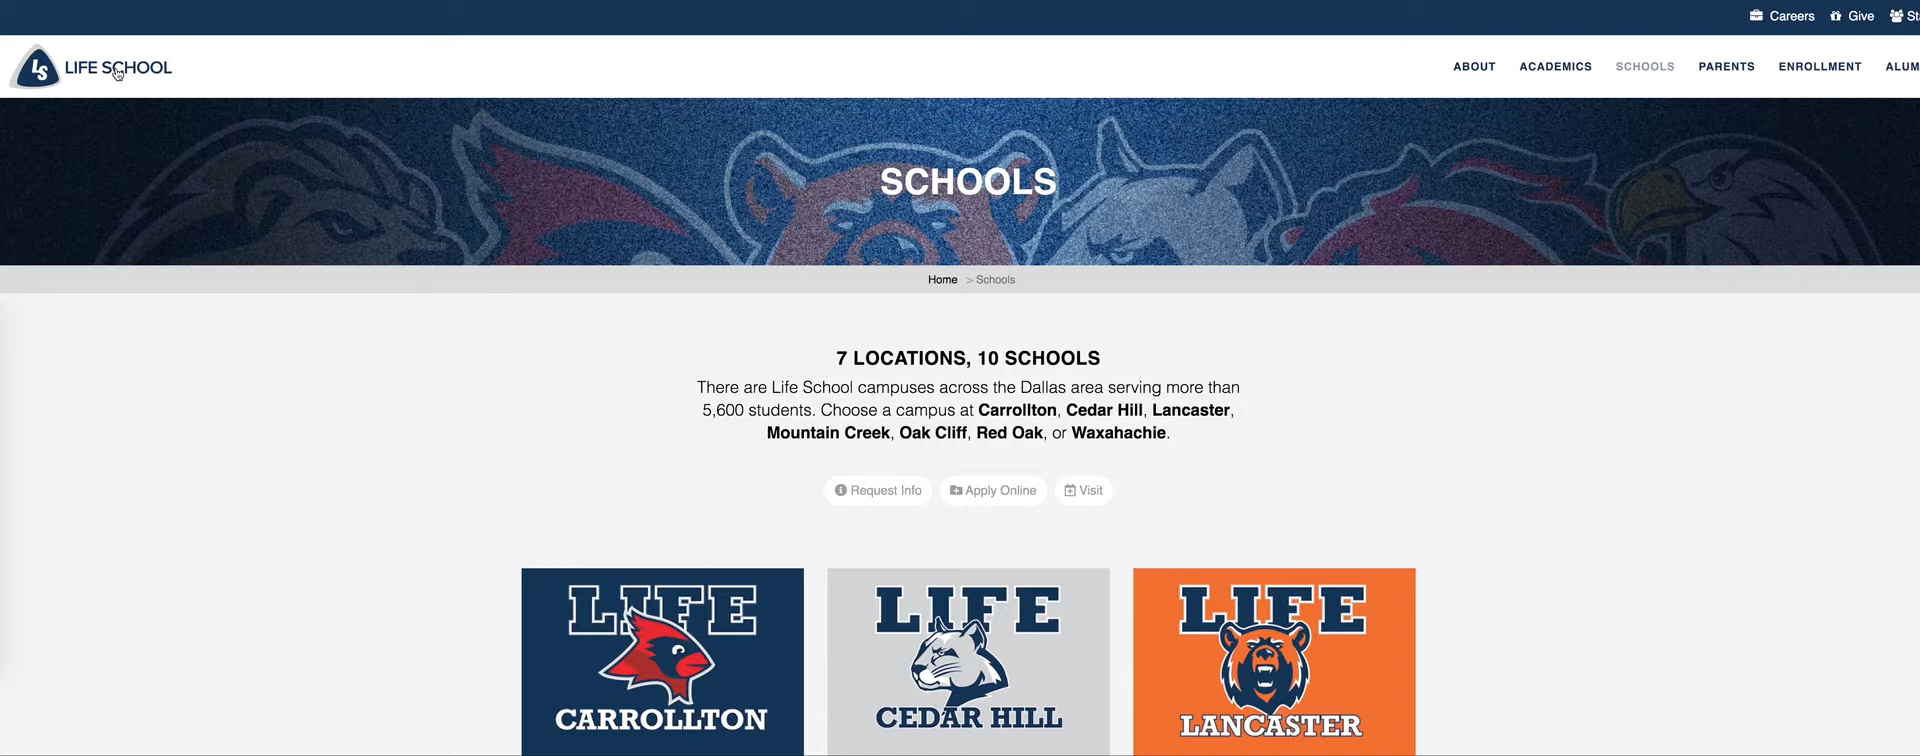 Careers Give
LS LIFE SCHOOL
ABOUT ACADEMICS SCHOOLS PARENTS ENROLLMENT
SCHOOLS
Home > Schools
7 LOCATIONS, 10 SCHOOLS
There are Life School campuses across the Dallas area serving more than
5,600 students. Choose a campus at Carrollton, Cedar Hill, Lancaster,
Mountain Creek, Oak Cliff, Red Oak, or Waxahachie.
Request Info Apply Online Visit
LIFE
CARROLLTON
LIFE
CEDAR HILL
LIFE
LANCASTER